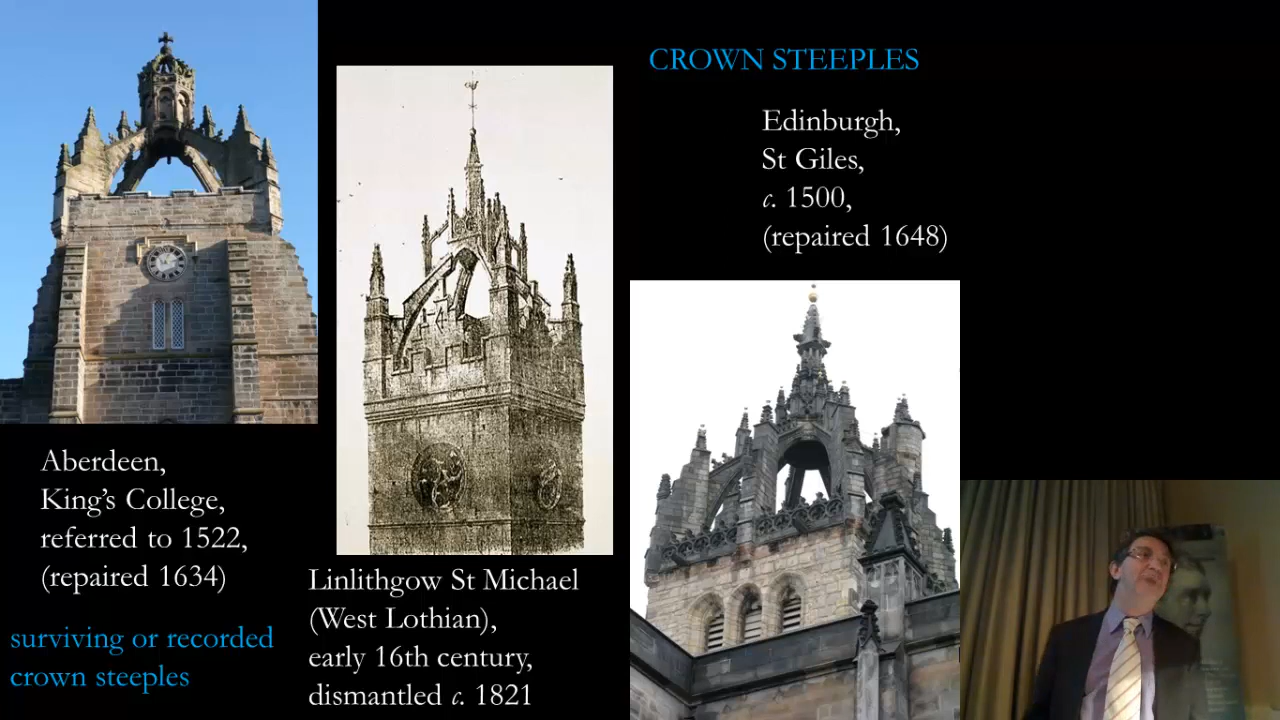 CROWN STEEPLES
Edinburgh,
St Giles,
c. 1500,
(repaired 1648)
Aberdeen,
King’s College,
referred to 1522,
(repaired 1634)
surviving or recorded
crown steeples
Linlithgow St Michael
(West Lothian),
early 16th century,
dismantled c. 1821